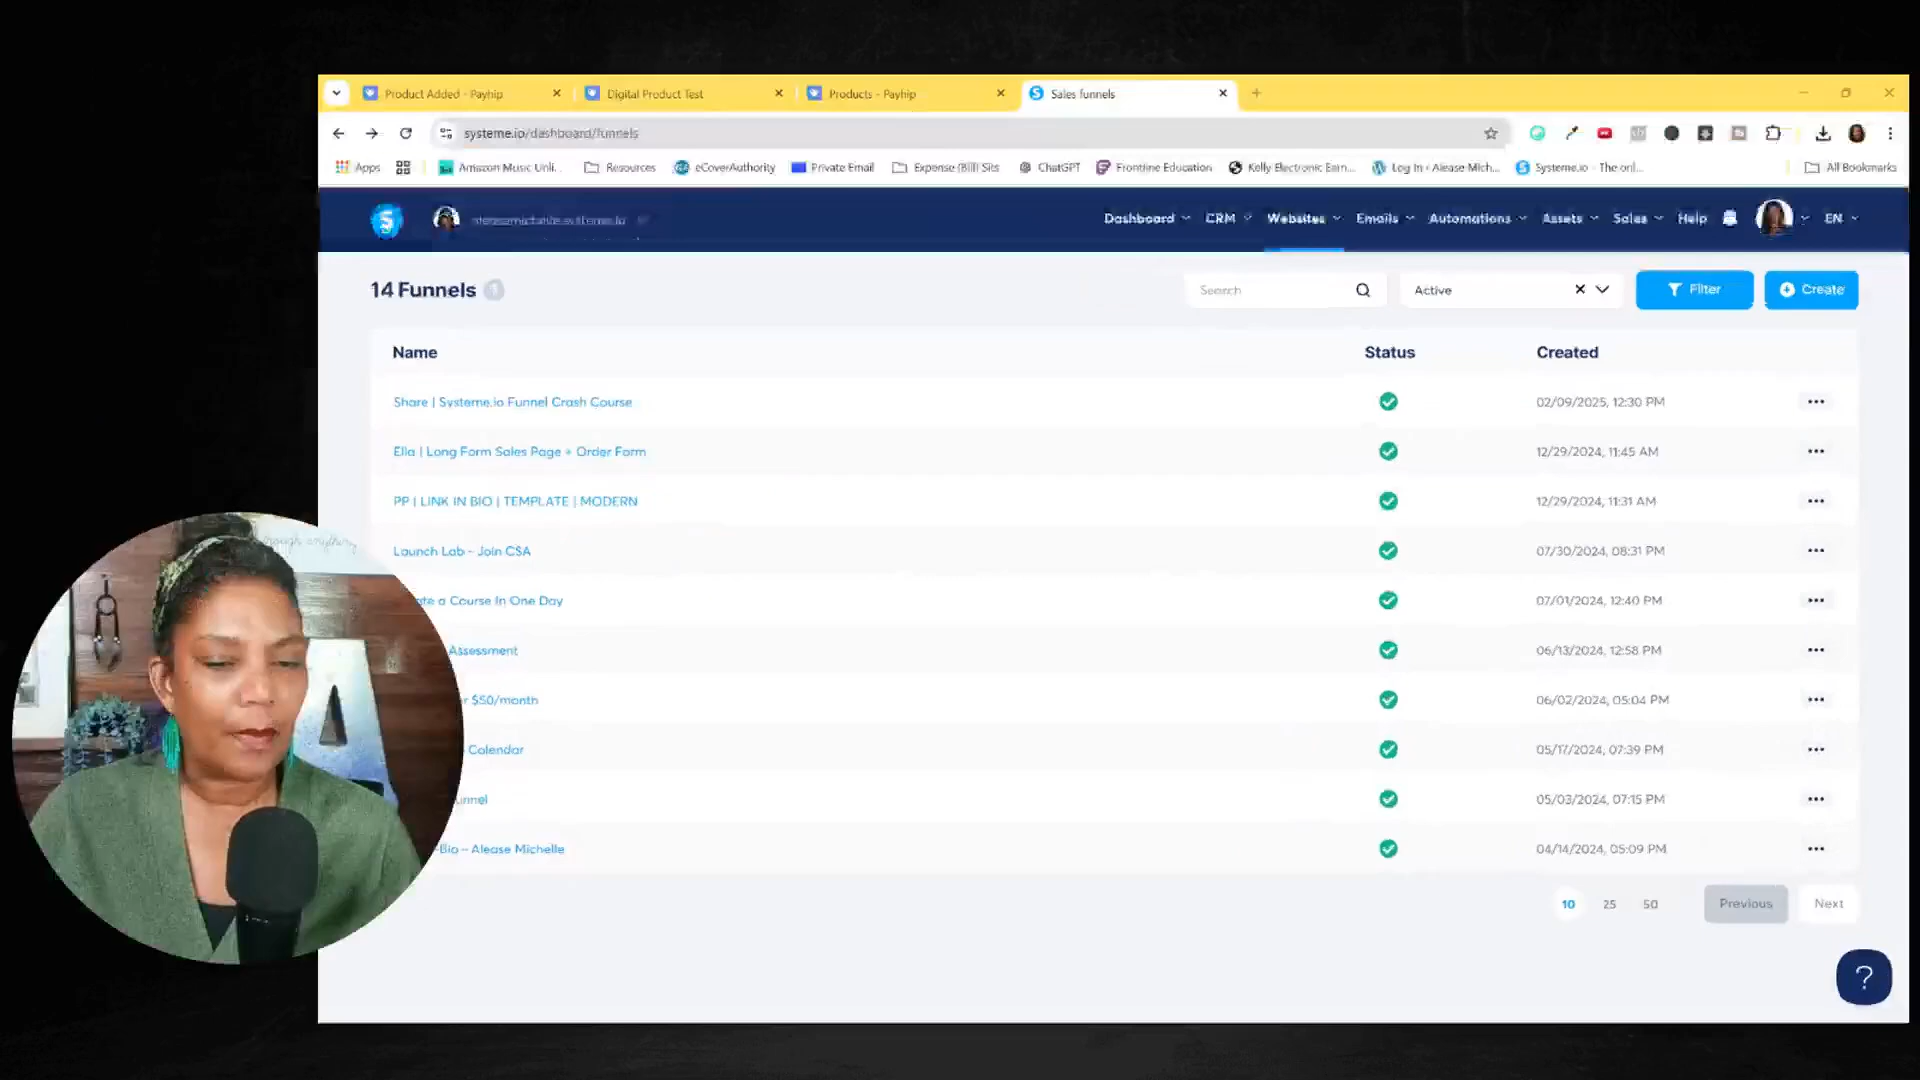 Product Added - Payhip
Digital Product Test
Products - Payhip
Sales funnels
systeme.io/dashboard/funnels
Apps
Amazon Music Unli...
Resources
eCoverAuthority
Private Email
Expense (Bill) Sits
ChatGPT
Frontline Education
Kelly Electronic Earn...
Log In ‹ Alease Mich...
Systeme.io - The onl...
All Bookmarks
Dashboard
CRM
Websites
Emails
Automations
Assets
Sales
Help
EN
14 Funnels
Search
Active
Filter
Create
Name Status Created
Share | Systeme.io Funnel Crash Course 02/09/2025, 12:30 PM
Ella | Long Form Sales Page + Order Form 12/29/2024, 11:45 AM
PP | LINK IN BIO | TEMPLATE | MODERN 12/29/2024, 11:31 AM
Launch Lab - Join CSA 07/30/2024, 08:31 PM
ate a Course In One Day 07/01/2024, 12:40 PM
Assessment 06/13/2024, 12:58 PM
r $50/month 06/02/2024, 05:04 PM
Calendar 05/17/2024, 07:39 PM
unnel 05/03/2024, 07:15 PM
-Bio - Alease Michelle 04/14/2024, 05:09 PM
10 25 50 Previous Next
?
through anything
A